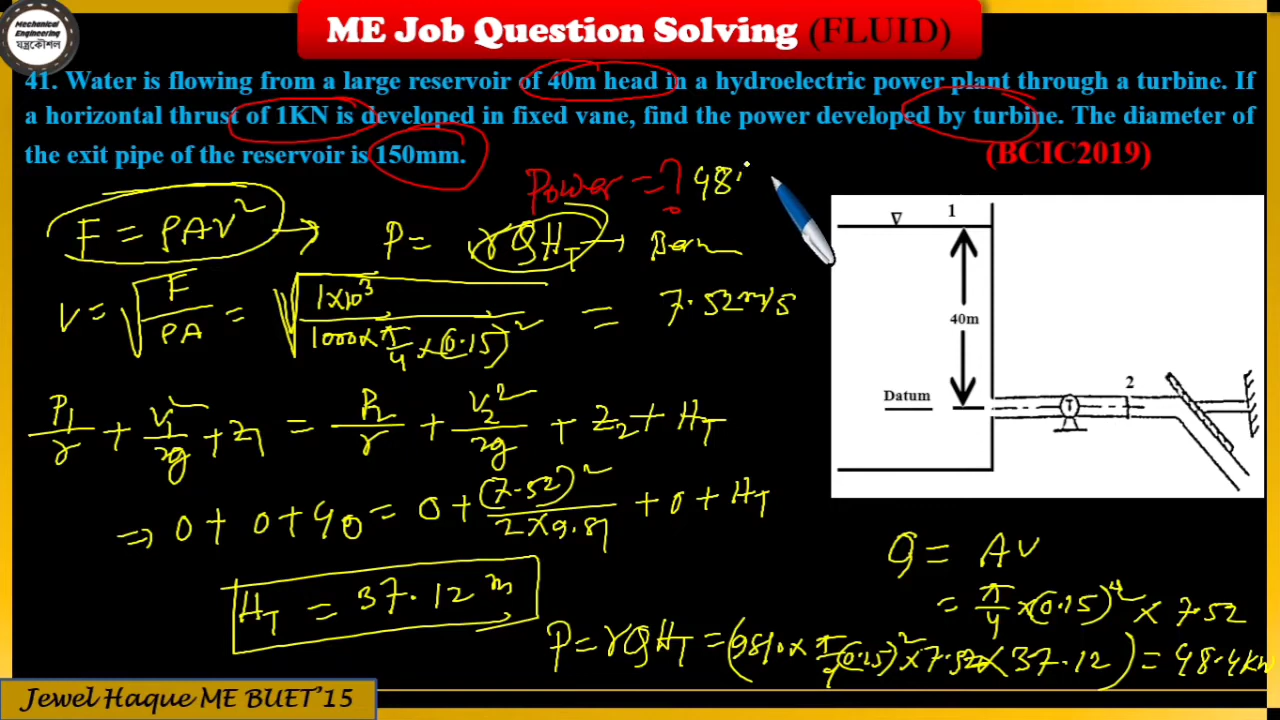 Mechanical
Engineering
যন্ত্রকৌশল
ME Job Question Solving (FLUID)
41. Water is flowing from a large reservoir of 40m head in a hydroelectric power plant through a turbine. If
a horizontal thrust of 1KN is developed in fixed vane, find the power developed by turbine. The diameter of
the exit pipe of the reservoir is 150mm.
(BCIC2019)
Power = ? 48.
F = ρAV² → P = γQH_T →
V = √(F/ρA) = √(1×10³/(1000×π/4×(0.15)²)) = 7.52m/s
P₁/γ + V₁²/2g + Z₁ = P₂/γ + V₂²/2g + Z₂ + H_T
⇒ 0 + 0 + 40 = 0 + (7.52)²/(2×9.81) + 0 + H_T
H_T = 37.12 m
1
40m
Datum
T
2
Q = AV
= π/4 ×(0.15)² × 7.52
P = γQH_T = (9810× π/4(0.15)²×7.52× 37.12) = 48.4kW
Jewel Haque ME BUET'15